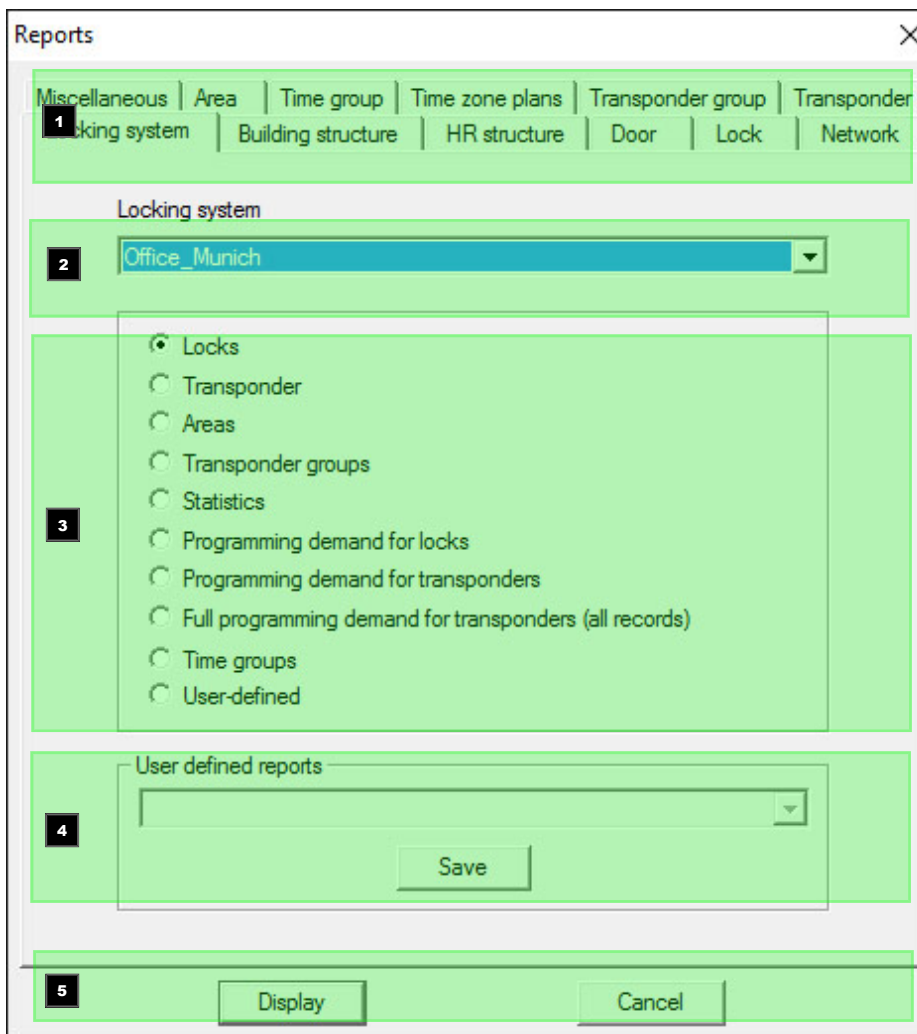 Reports
Miscellaneous Area Time group Time zone plans Transponder group Transponder
1
cking system Building structure HR structure Door Lock Network
Locking system
2
Office_Munich
Locks
Transponder
Areas
Transponder groups
Statistics
3
Programming demand for locks
Programming demand for transponders
Full programming demand for transponders (all records)
Time groups
User-defined
User defined reports
4
Save
5
Display Cancel